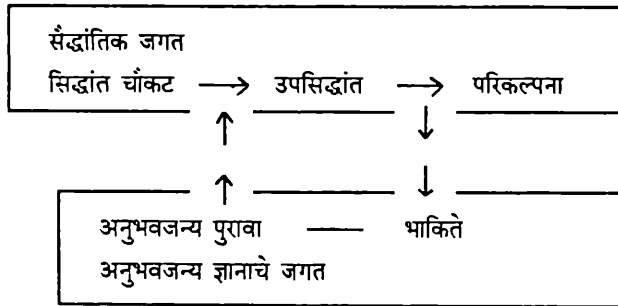 सैद्धांतिक जगत
सिद्धांत चौकट ⟶ उपसिद्धांत ⟶ परिकल्पना
अनुभवजन्य पुरावा — भाकिते
अनुभवजन्य ज्ञानाचे जगत